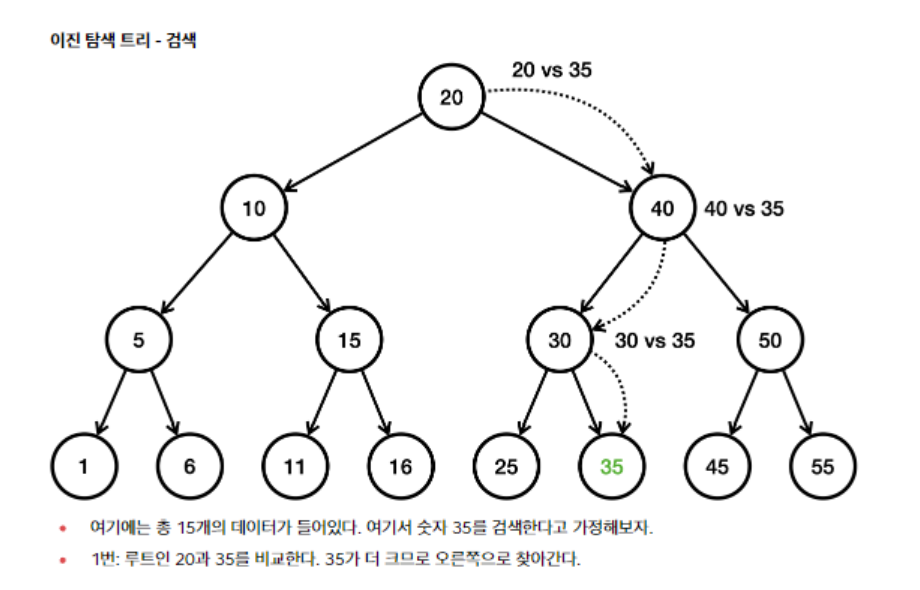 이진 탐색 트리 - 검색
20 vs 35
20
10
40
40 vs 35
5
15
30
30 vs 35
50
1
6
11
16
25
35
45
55
• 여기에는 총 15개의 데이터가 들어있다. 여기서 숫자 35를 검색한다고 가정해보자.
• 1번: 루트인 20과 35를 비교한다. 35가 더 크므로 오른쪽으로 찾아간다.